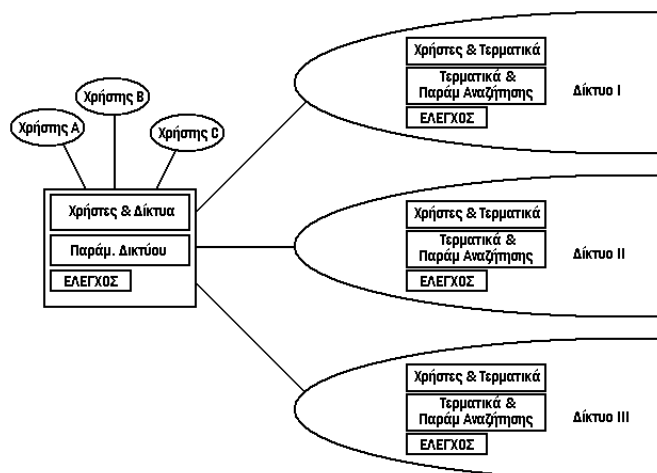 Χρήστης A
Χρήστης B
Χρήστης C
Χρήστες & Δίκτυα
Παράμ. Δικτύου
ΕΛΕΓΧΟΣ
Χρήστες & Τερματικά
Τερματικά &
Παράμ Αναζήτησης
ΕΛΕΓΧΟΣ
Δίκτυο I
Χρήστες & Τερματικά
Τερματικά &
Παράμ Αναζήτησης
ΕΛΕΓΧΟΣ
Δίκτυο II
Χρήστες & Τερματικά
Τερματικά &
Παράμ Αναζήτησης
ΕΛΕΓΧΟΣ
Δίκτυο III